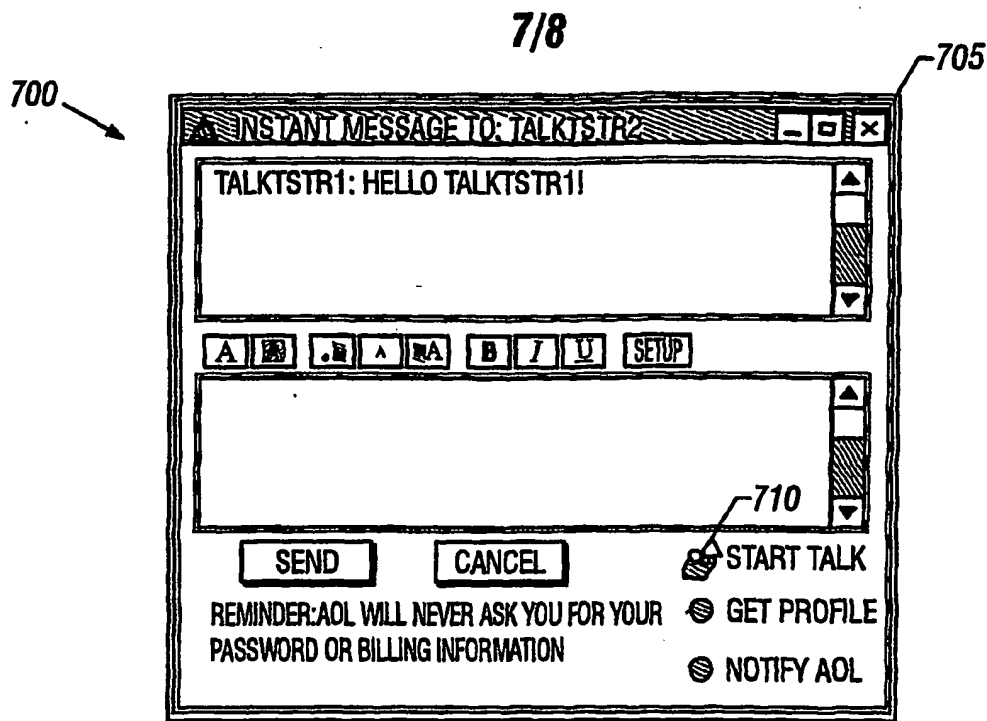 7/8
700
705
INSTANT MESSAGE TO: TALKTSTR2
TALKTSTR1: HELLO TALKTSTR1!
A A A A B I U SETUP
710
SEND CANCEL START TALK
REMINDER:AOL WILL NEVER ASK YOU FOR YOUR GET PROFILE
PASSWORD OR BILLING INFORMATION
NOTIFY AOL